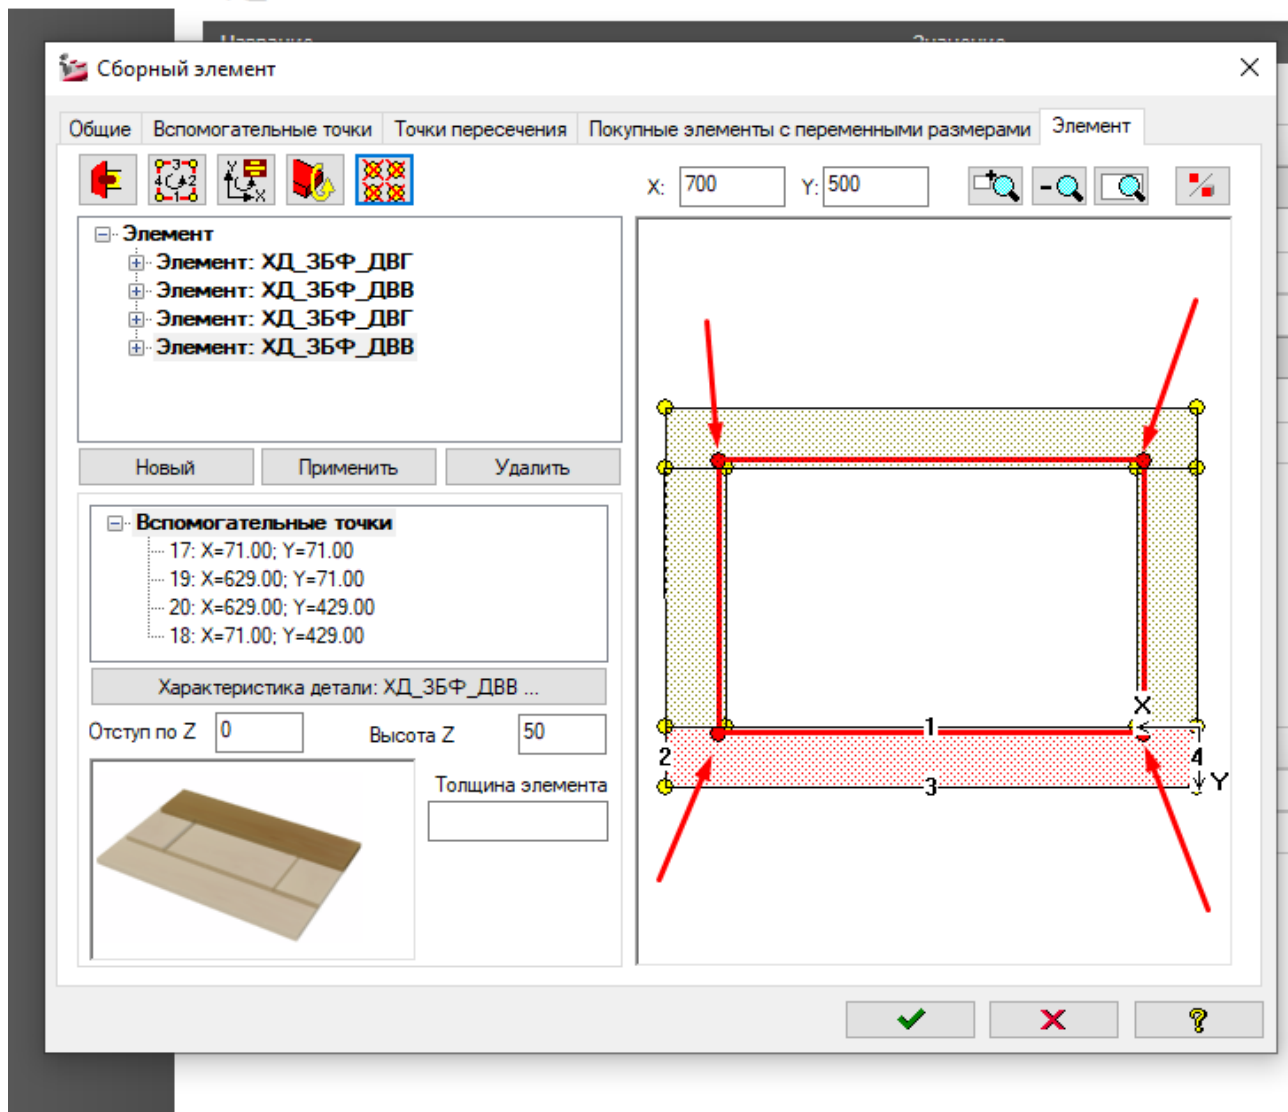 Название Значение
Сборный элемент
Общие Вспомогательные точки Точки пересечения Покупные элементы с переменными размерами Элемент
X: 700 Y: 500
Элемент
Элемент: ХД_ЗБФ_ДВГ
Элемент: ХД_ЗБФ_ДВВ
Элемент: ХД_ЗБФ_ДВГ
Элемент: ХД_ЗБФ_ДВВ
Новый Применить Удалить
Вспомогательные точки
17: X=71.00; Y=71.00
19: X=629.00; Y=71.00
20: X=629.00; Y=429.00
18: X=71.00; Y=429.00
Характеристика детали: ХД_ЗБФ_ДВВ ...
Отступ по Z 0 Высота Z 50
Толщина элемента
X
1
2 4
3 Y